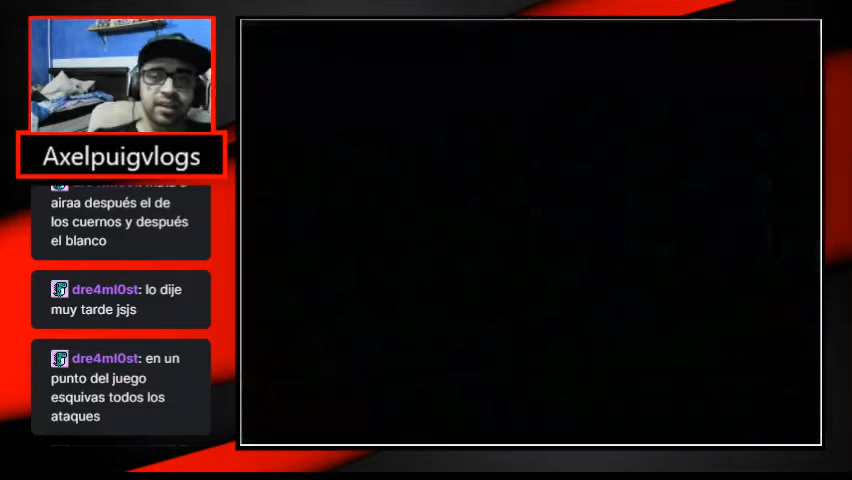 Axelpuigvlogs
airaa después el de
los cuernos y después
el blanco
dre4ml0st: lo dije
muy tarde jsjs
dre4ml0st: en un
punto del juego
esquivas todos los
ataques